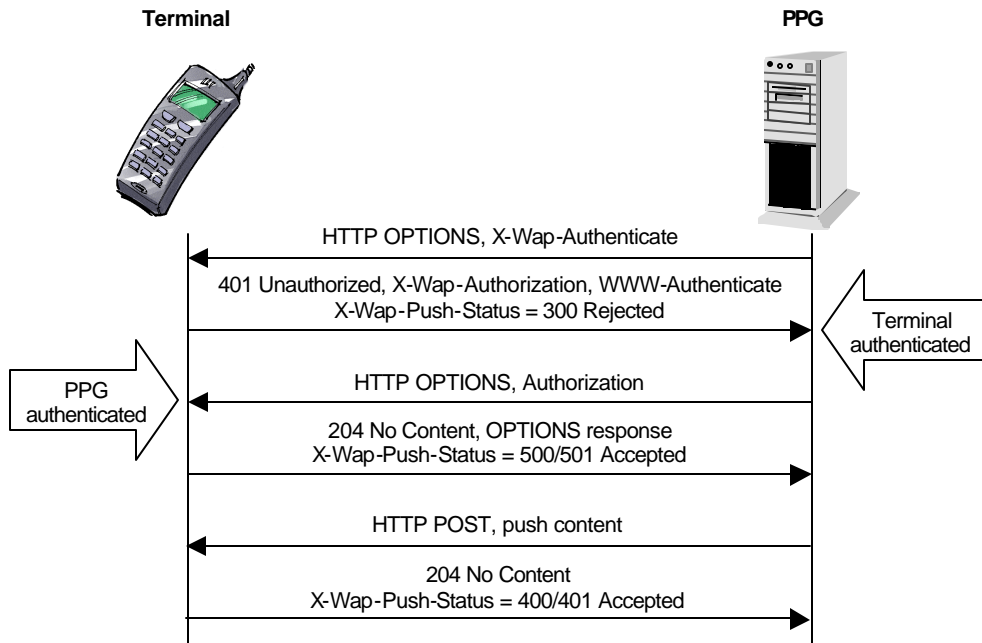 Terminal
PPG
HTTP OPTIONS, X-Wap-Authenticate
401 Unauthorized, X-Wap-Authorization, WWW-Authenticate
X-Wap-Push-Status = 300 Rejected
Terminal
authenticated
PPG
authenticated
HTTP OPTIONS, Authorization
204 No Content, OPTIONS response
X-Wap-Push-Status = 500/501 Accepted
HTTP POST, push content
204 No Content
X-Wap-Push-Status = 400/401 Accepted